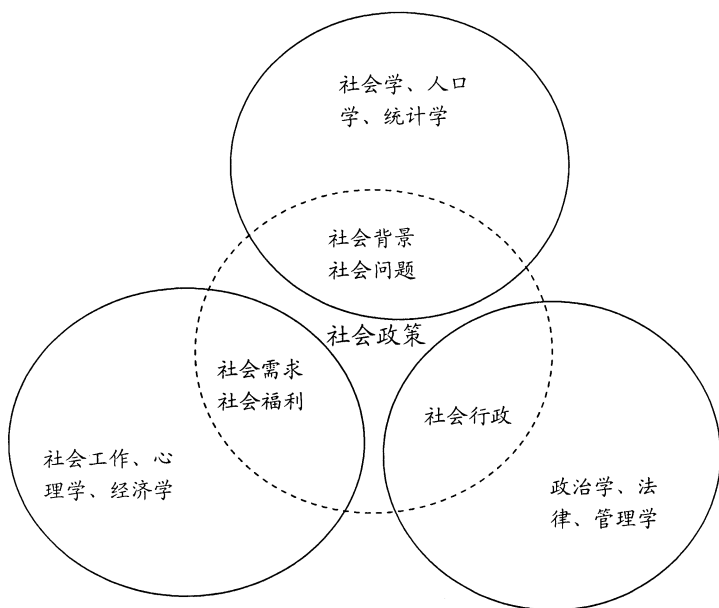 社会学、人口
学、统计学
社会背景
社会问题
社会政策
社会需求
社会福利
社会行政
社会工作、心
理学、经济学
政治学、法
律、管理学